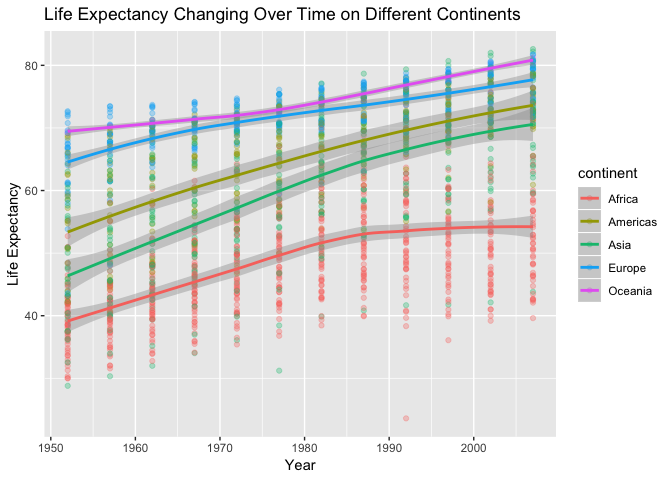 Life Expectancy Changing Over Time on Different Continents
Life Expectancy
80
60
40
1950
1960
1970
1980
1990
2000
Year
continent
Africa
Americas
Asia
Europe
Oceania